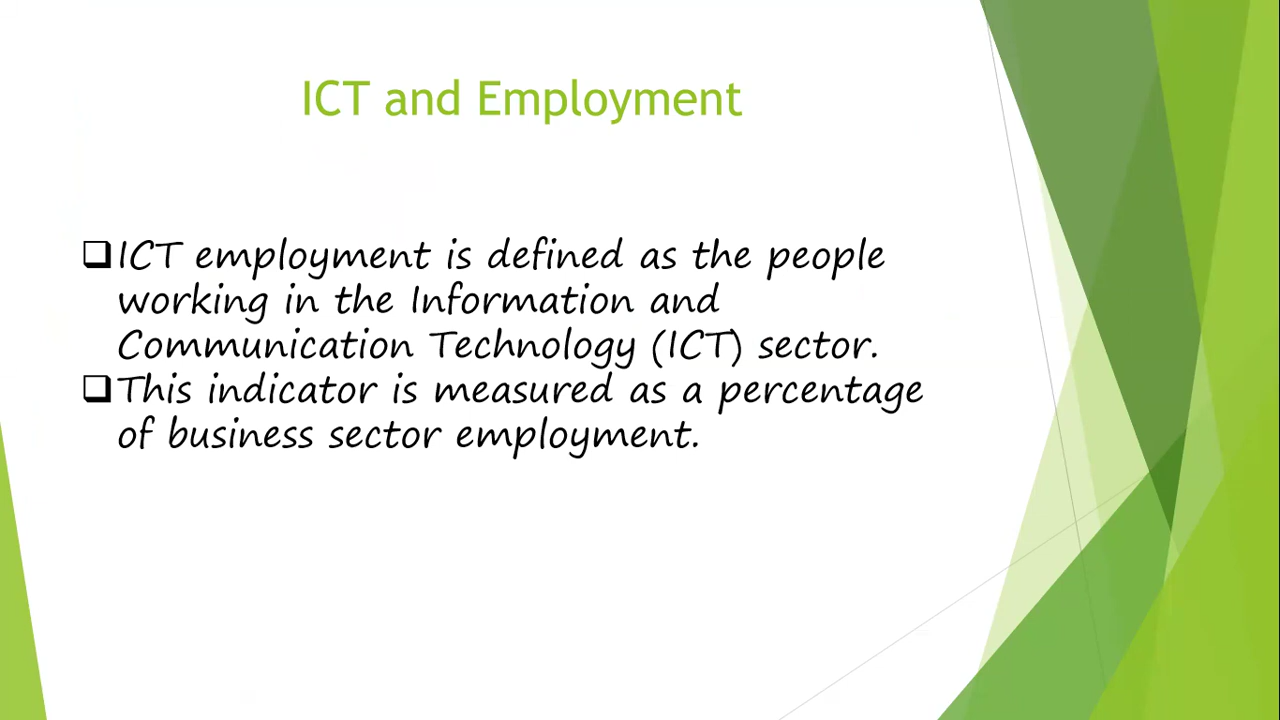 ICT and Employment
❑ICT employment is defined as the people
working in the Information and
Communication Technology (ICT) sector.
❑This indicator is measured as a percentage
of business sector employment.